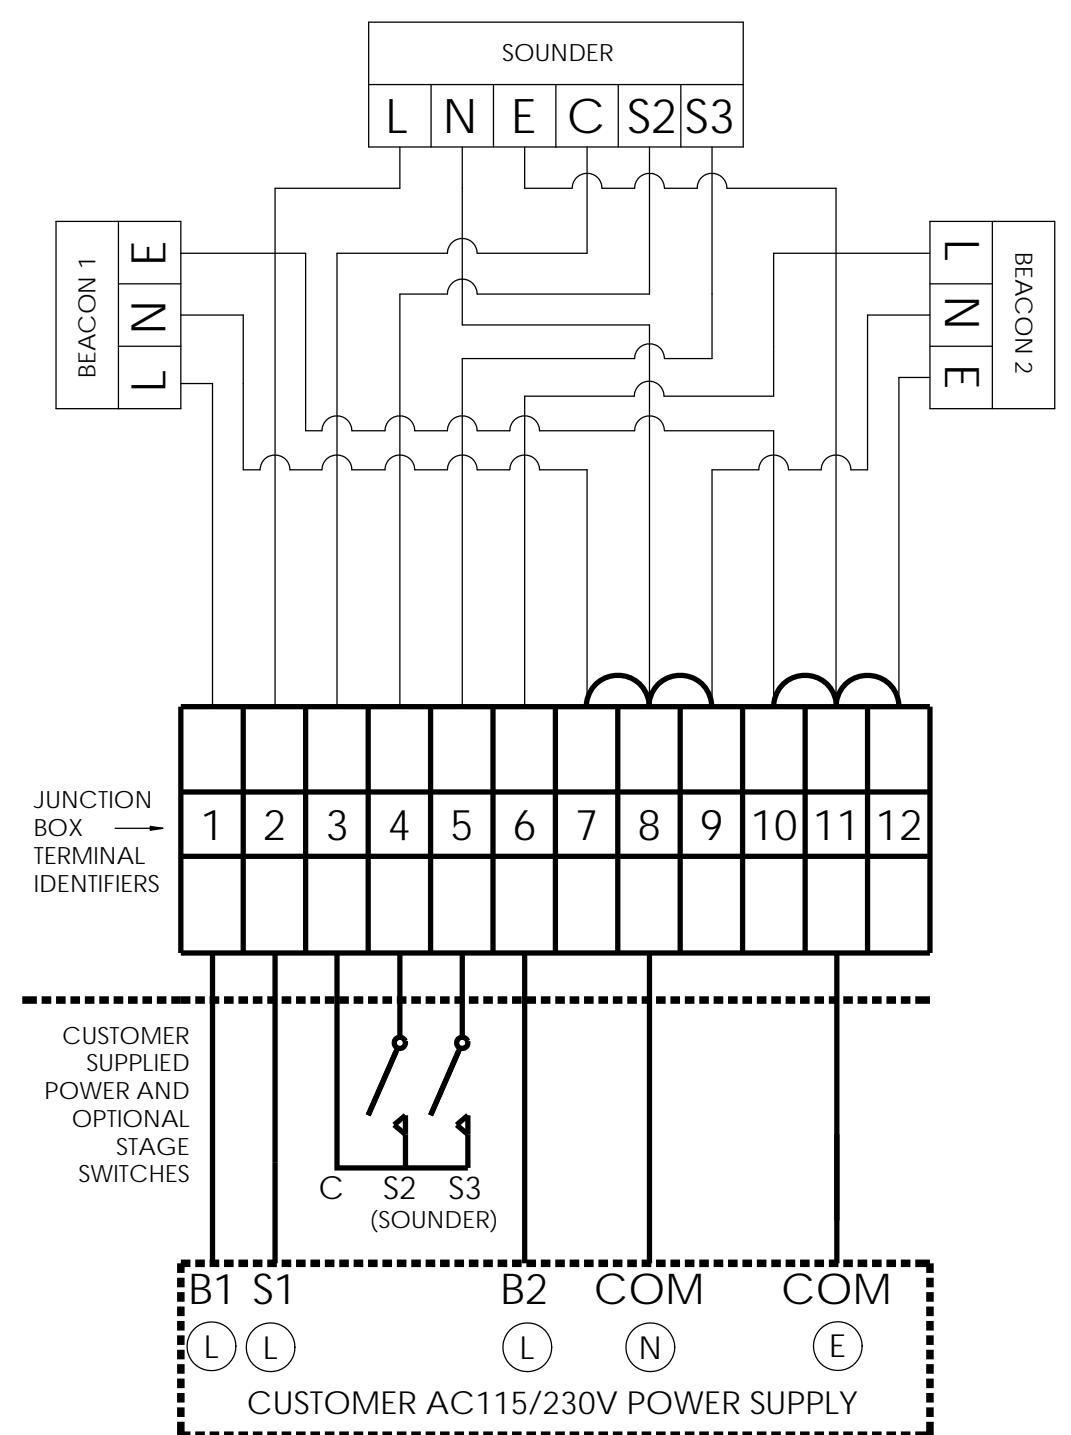 SOUNDER
L N E C S2 S3
BEACON 1
E
N
L
BEACON 2
L
N
E
JUNCTION
BOX
TERMINAL
IDENTIFIERS
1 2 3 4 5 6 7 8 9 10 11 12
CUSTOMER
SUPPLIED
POWER AND
OPTIONAL
STAGE
SWITCHES
C S2 S3
(SOUNDER)
B1 S1 B2 COM COM
L L L N E
CUSTOMER AC115/230V POWER SUPPLY